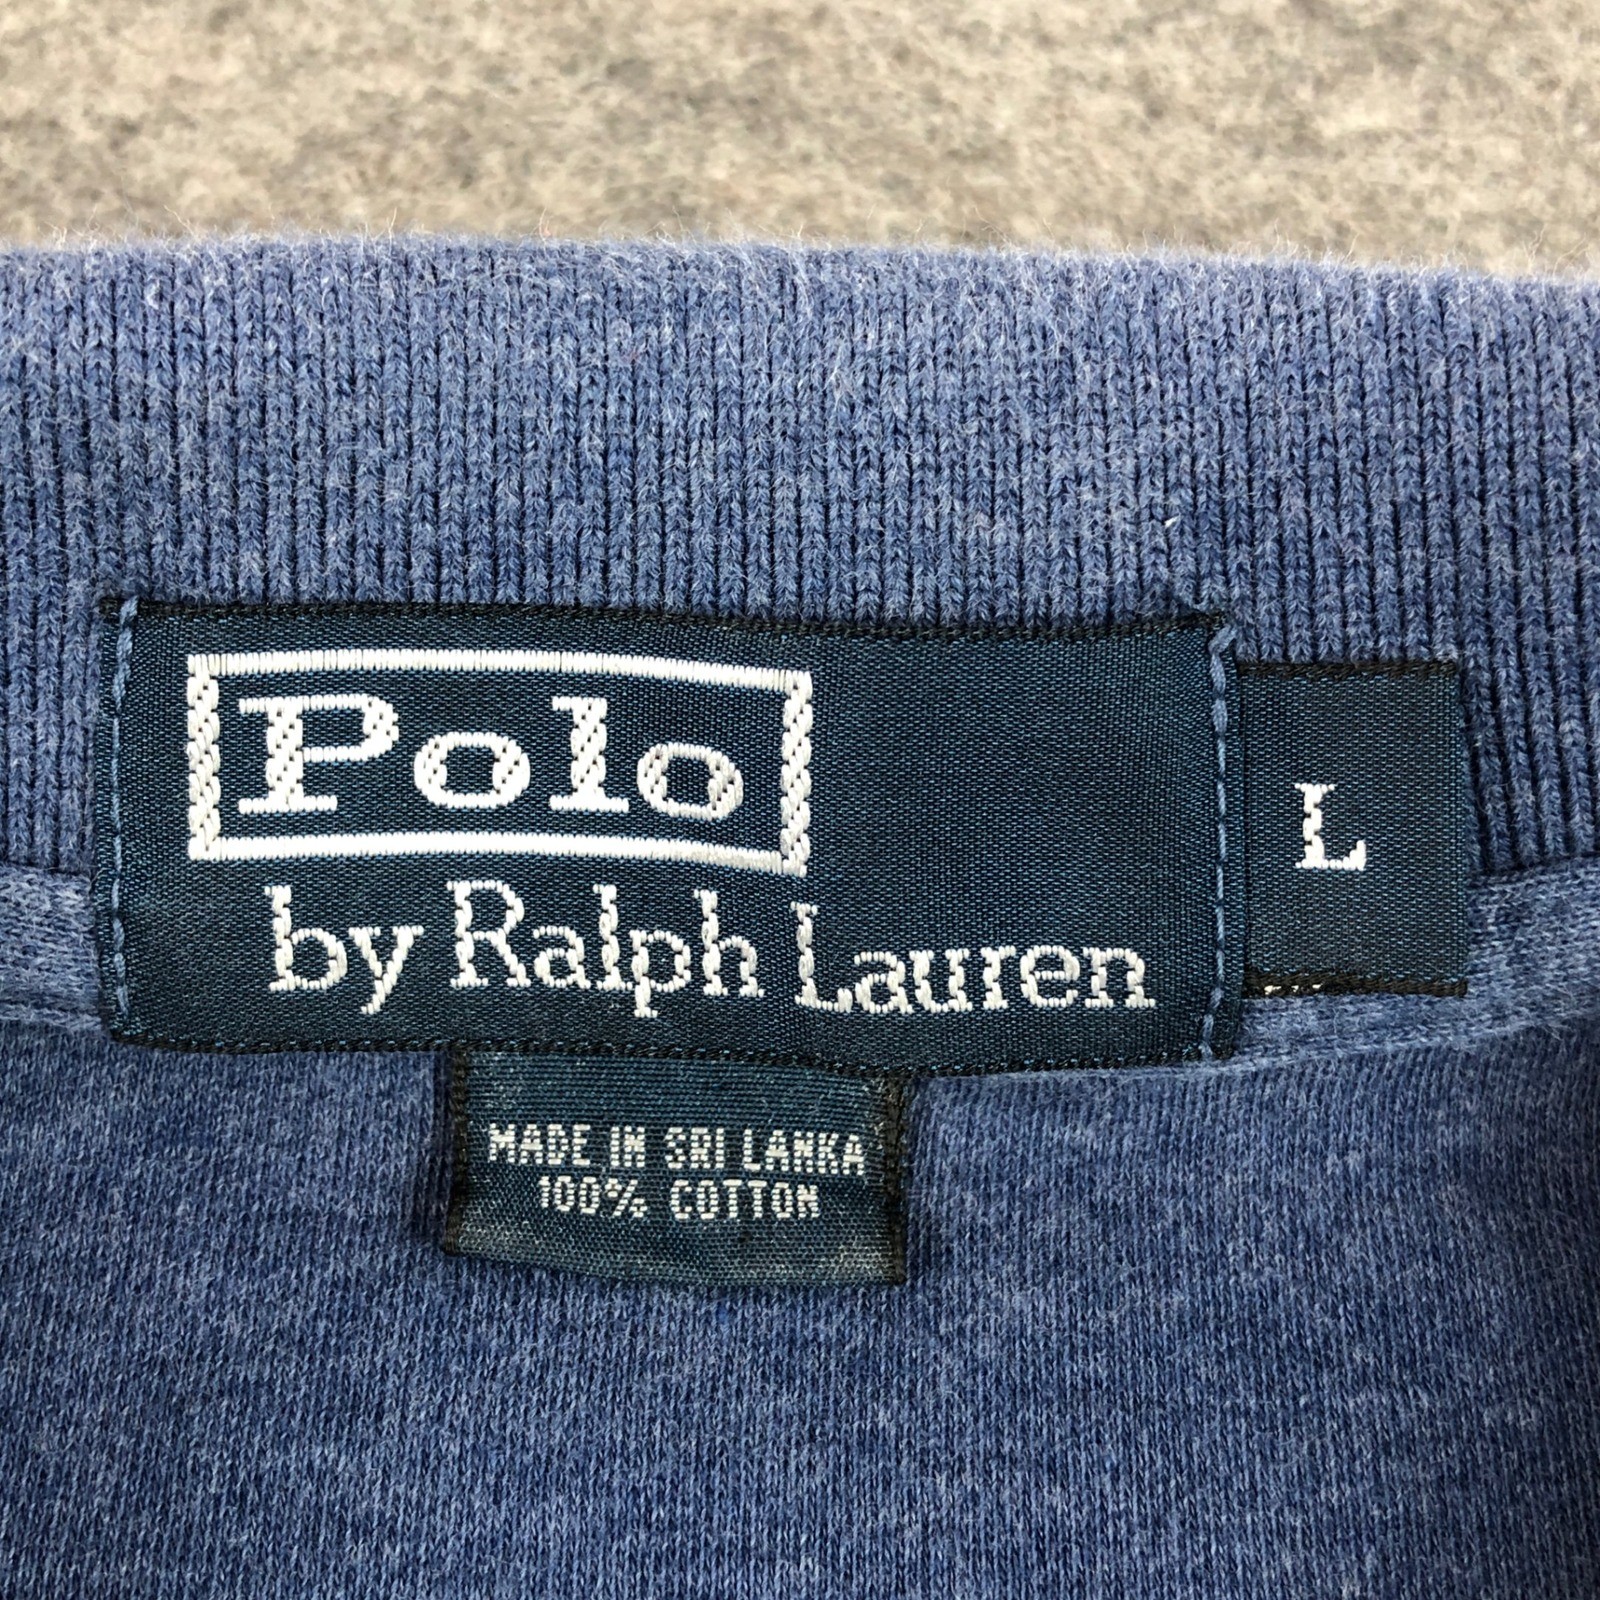 Polo
by Ralph Lauren
L
MADE IN SRI LANKA
100% COTTON